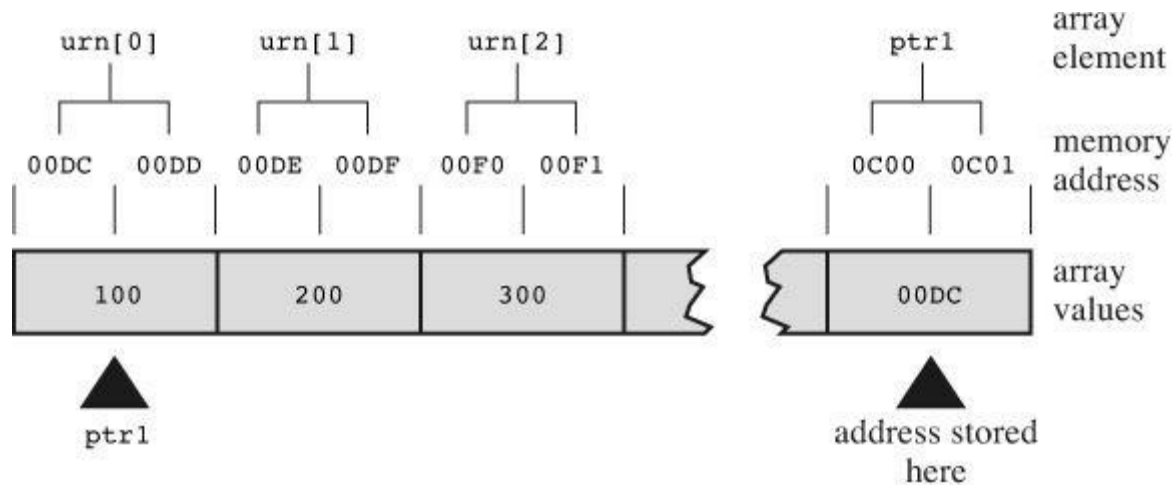 urn[0] urn[1] urn[2] ptr1 array
element
00DC 00DD 00DE 00DF 00F0 00F1 0C00 0C01 memory
address
100 200 300 00DC array
values
ptr1 address stored
here